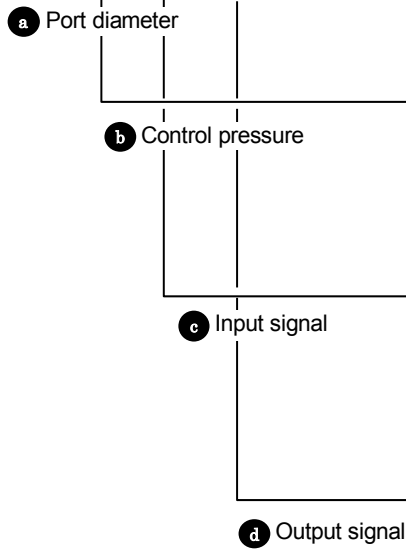 a Port diameter
b Control pressure
c Input signal
d Output signal